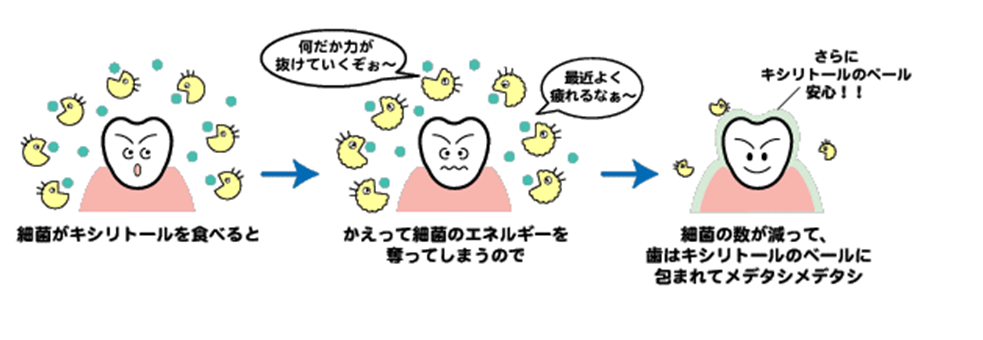 何だか力が
抜けていくぞぉ～
最近よく
疲れるなぁ～
さらに
キシリトールのベール
安心！！
細菌がキシリトールを食べると
かえって細菌のエネルギーを
奪ってしまうので
細菌の数が減って、
歯はキシリトールのベールに
包まれてメデタシメデタシ